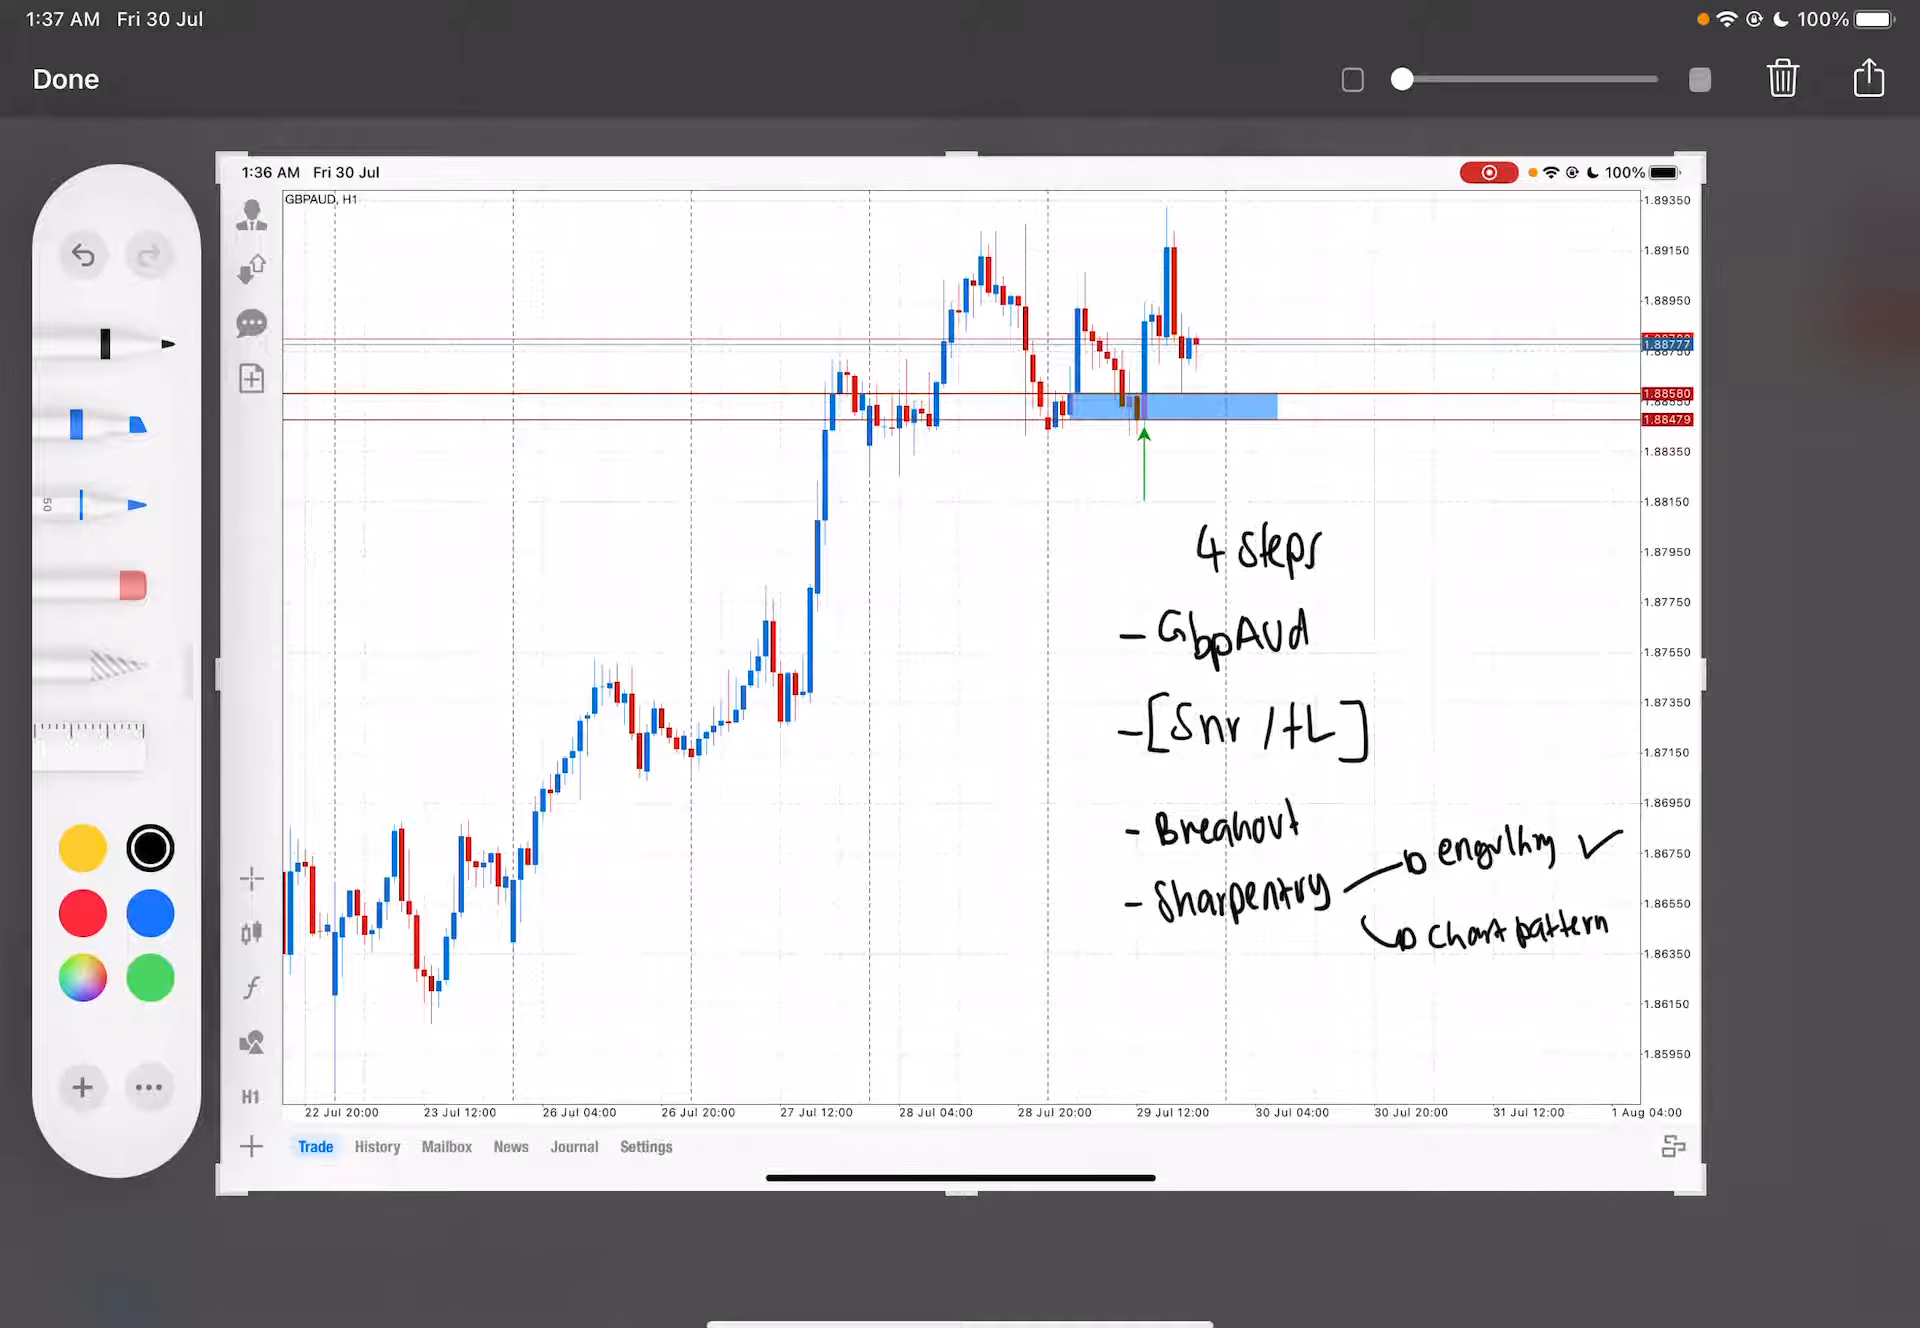 1:37 AM Fri 30 Jul
100%
Done
1:36 AM Fri 30 Jul
100%
GBPAUD, H1
1.89350
1.89150
1.88950
1.88777
1.88750
1.88580
1.88550
1.88479
1.88350
1.88150
1.87950
1.87750
1.87550
1.87350
1.87150
1.86950
1.86750
1.86550
1.86350
1.86150
1.85950
50
4 steps
- GbpAUd
- [Snr / tL]
- Breakout
- Sharpentry
engulfing ✓
chart pattern
H1
22 Jul 20:00 23 Jul 12:00 26 Jul 04:00 26 Jul 20:00 27 Jul 12:00 28 Jul 04:00 28 Jul 20:00 29 Jul 12:00 30 Jul 04:00 30 Jul 20:00 31 Jul 12:00 1 Aug 04:00
Trade History Mailbox News Journal Settings